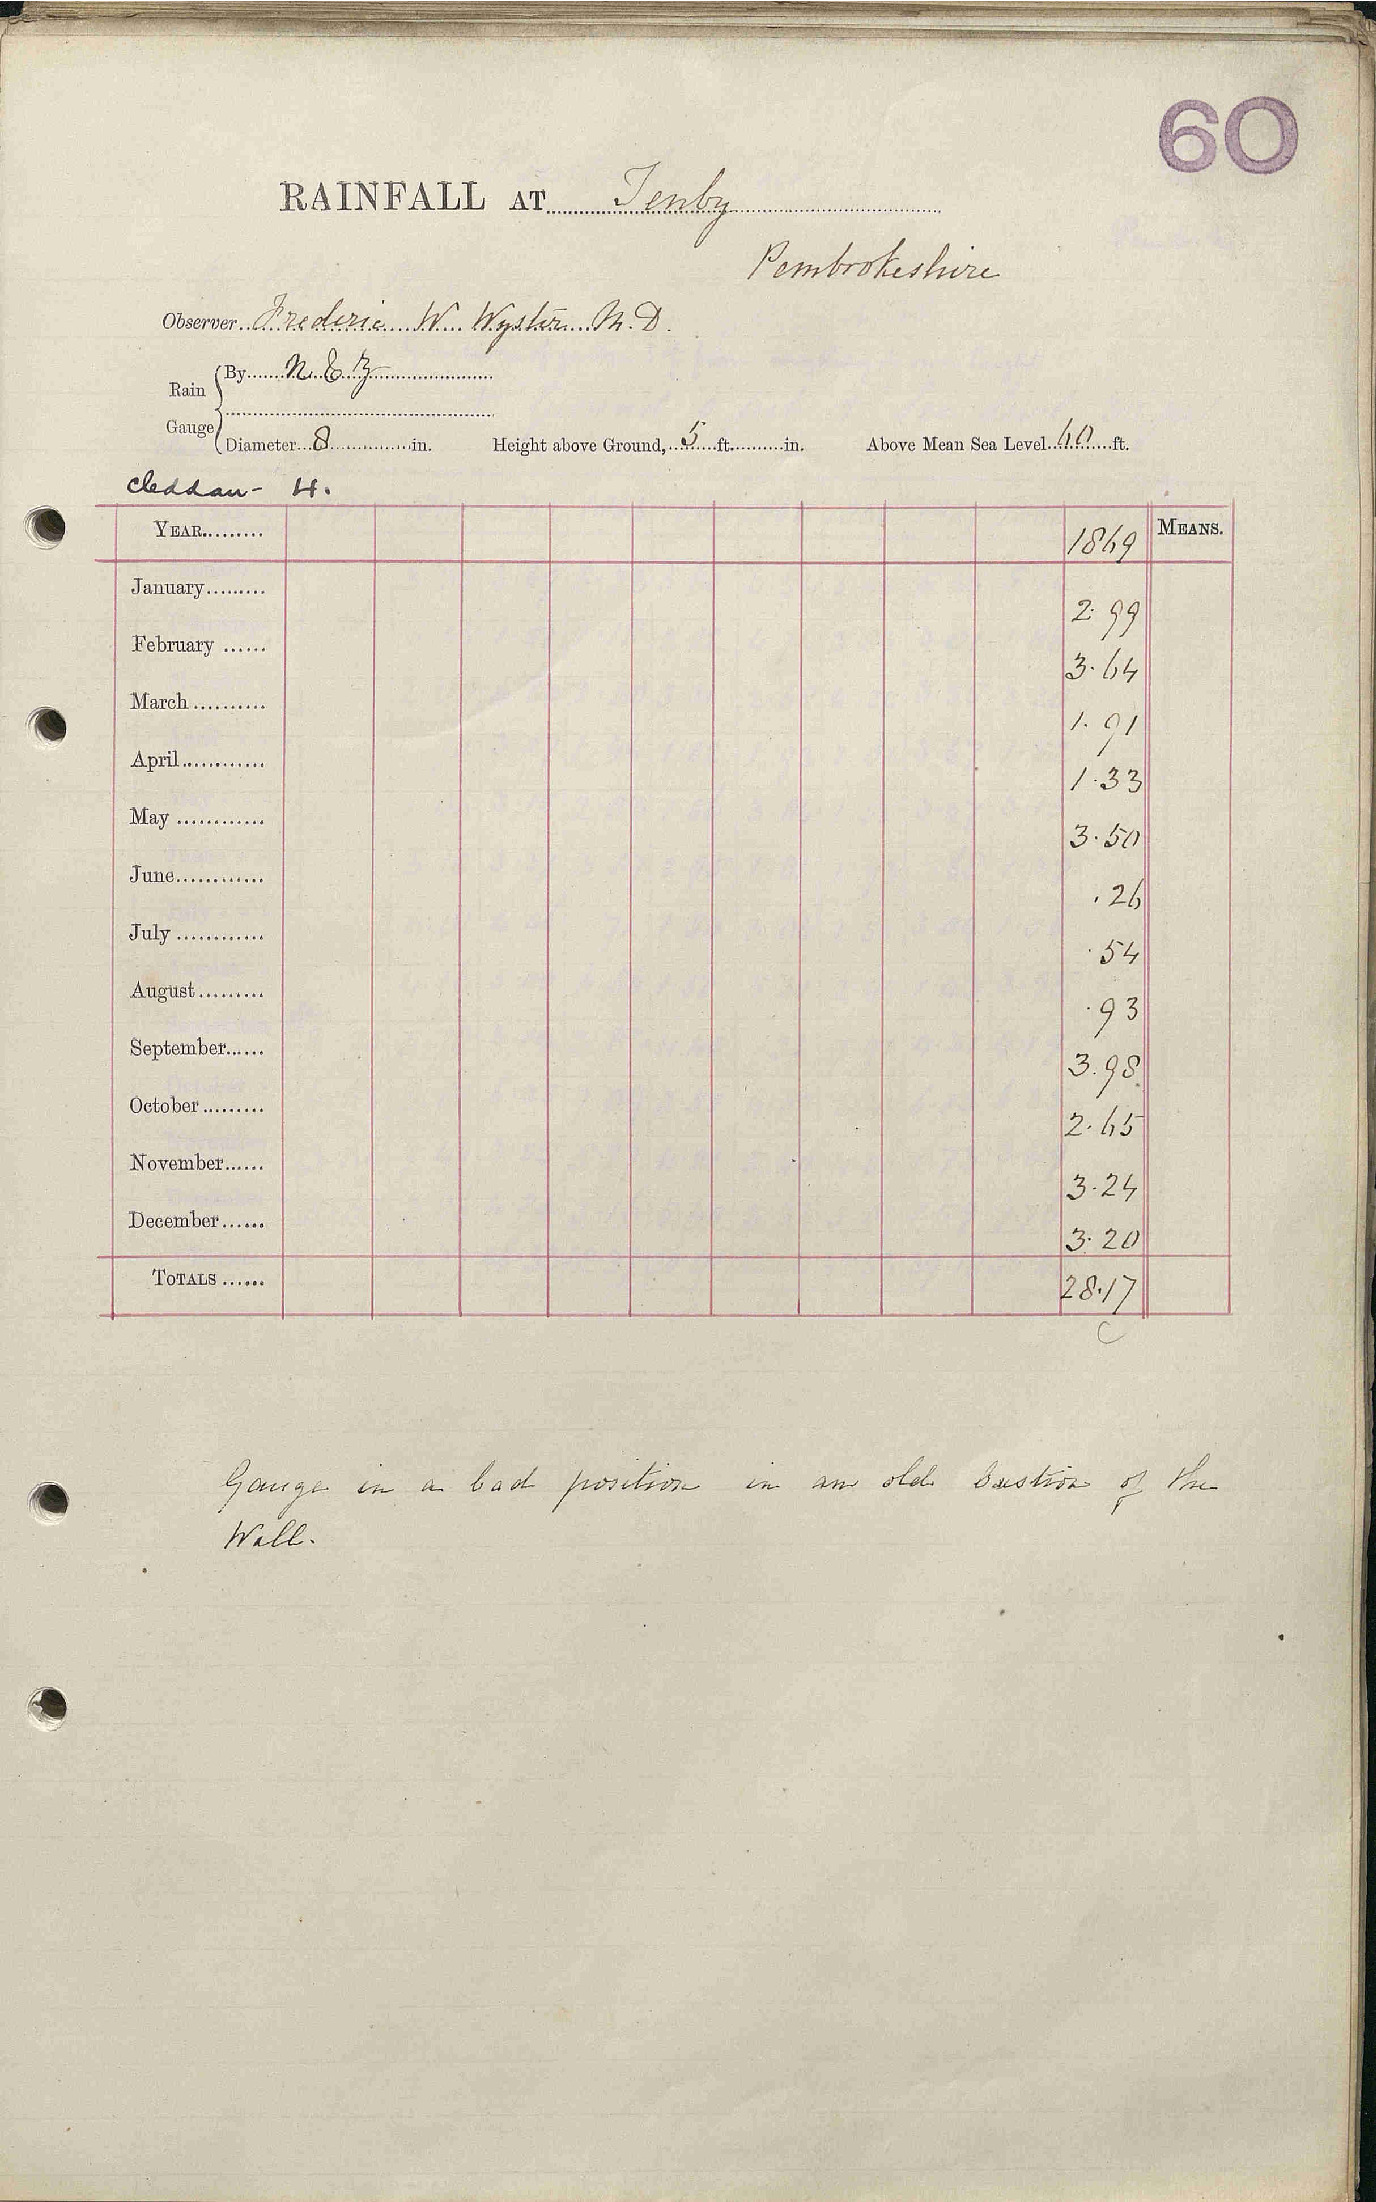 60
RAINFALL AT Tenby
Pembrokeshire
Observer Frederic W. M.D.
Rain Gauge
By N & Z
Diameter 8 in. Height above Ground, 5 ft. in. Above Mean Sea Level 60 ft.
Cleddau - H.
YEAR 1869 MEANS.
January 2.99
February 3.64
March 1.91
April 1.33
May 3.50
June .26
July .54
August .93
September 3.98
October 2.65
November 3.24
December 3.20
TOTALS 28.17
C
Gauge in a bad position in an old bastion of the
Wall.